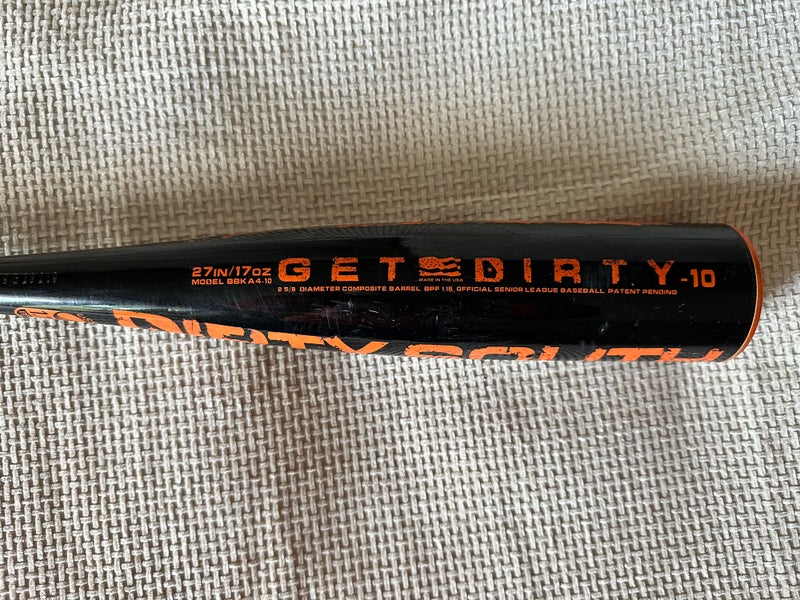 27IN/17OZ
MODEL BBKA4-10
GET DIRTY -10
MADE IN THE USA
2 5/8 DIAMETER COMPOSITE BARREL BPF 1.15, OFFICIAL SENIOR LEAGUE BASEBALL PATENT PENDING
DIRTY SOUTH